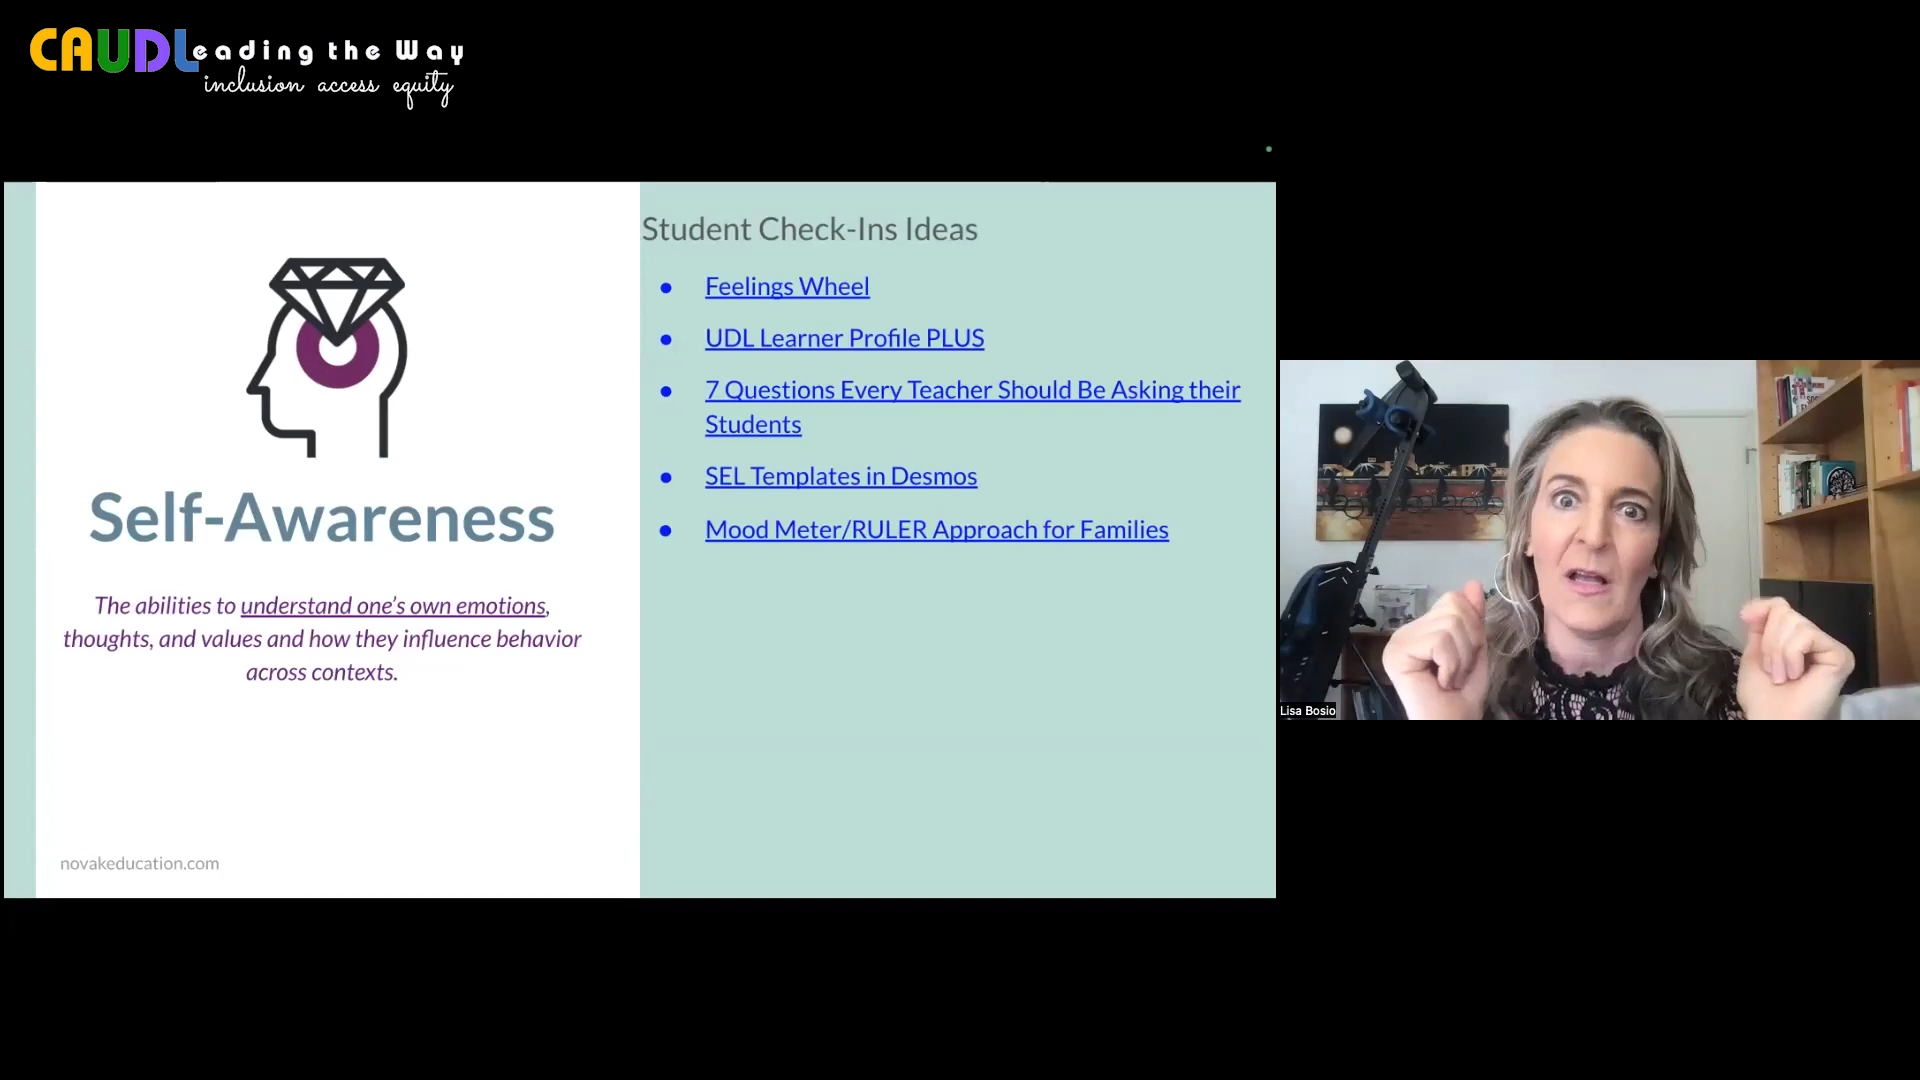 CAUDLeading the Way
inclusion access equity
Student Check-Ins Ideas
● Feelings Wheel
● UDL Learner Profile PLUS
● 7 Questions Every Teacher Should Be Asking their
Students
● SEL Templates in Desmos
● Mood Meter/RULER Approach for Families
Self-Awareness
The abilities to understand one’s own emotions,
thoughts, and values and how they influence behavior
across contexts.
novakeducation.com
Lisa Bosio